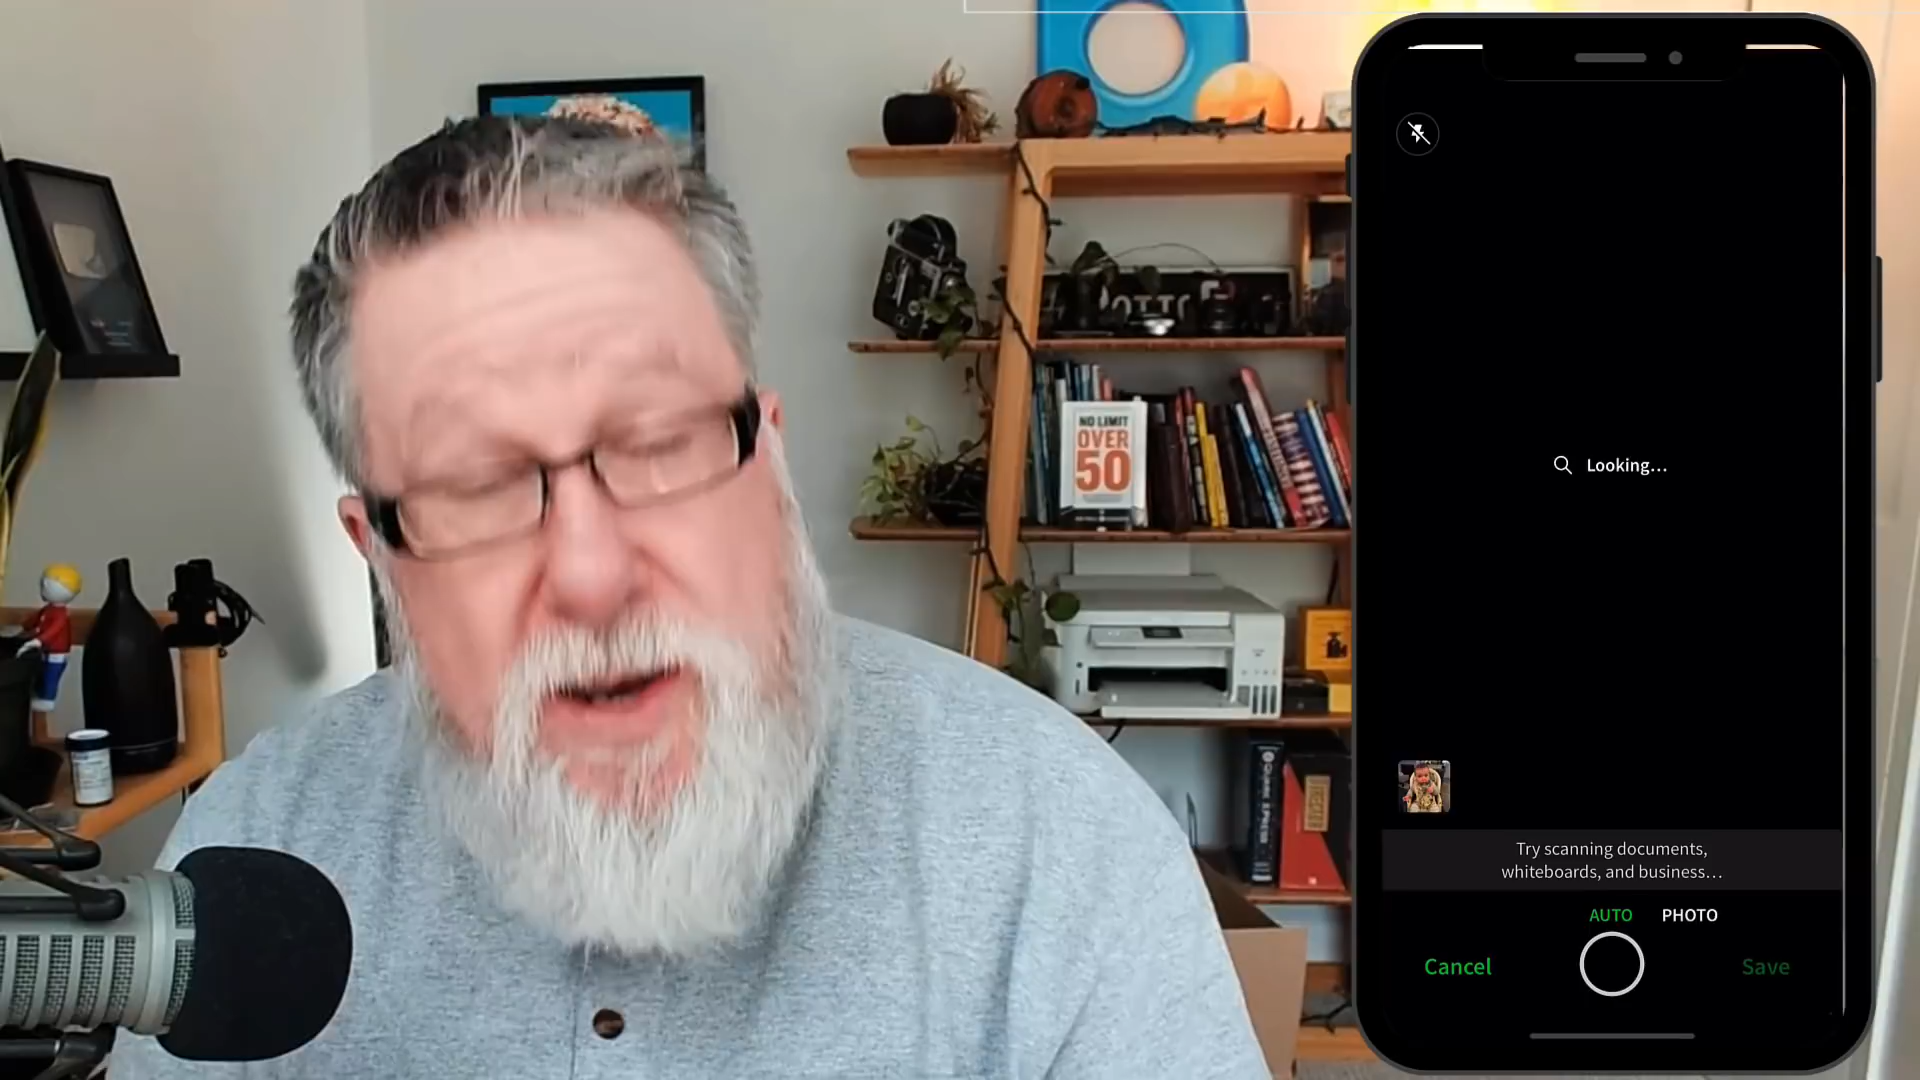 NO LIMIT
OVER
50
Looking...
Try scanning documents,
whiteboards, and business...
AUTO PHOTO
Cancel
Save